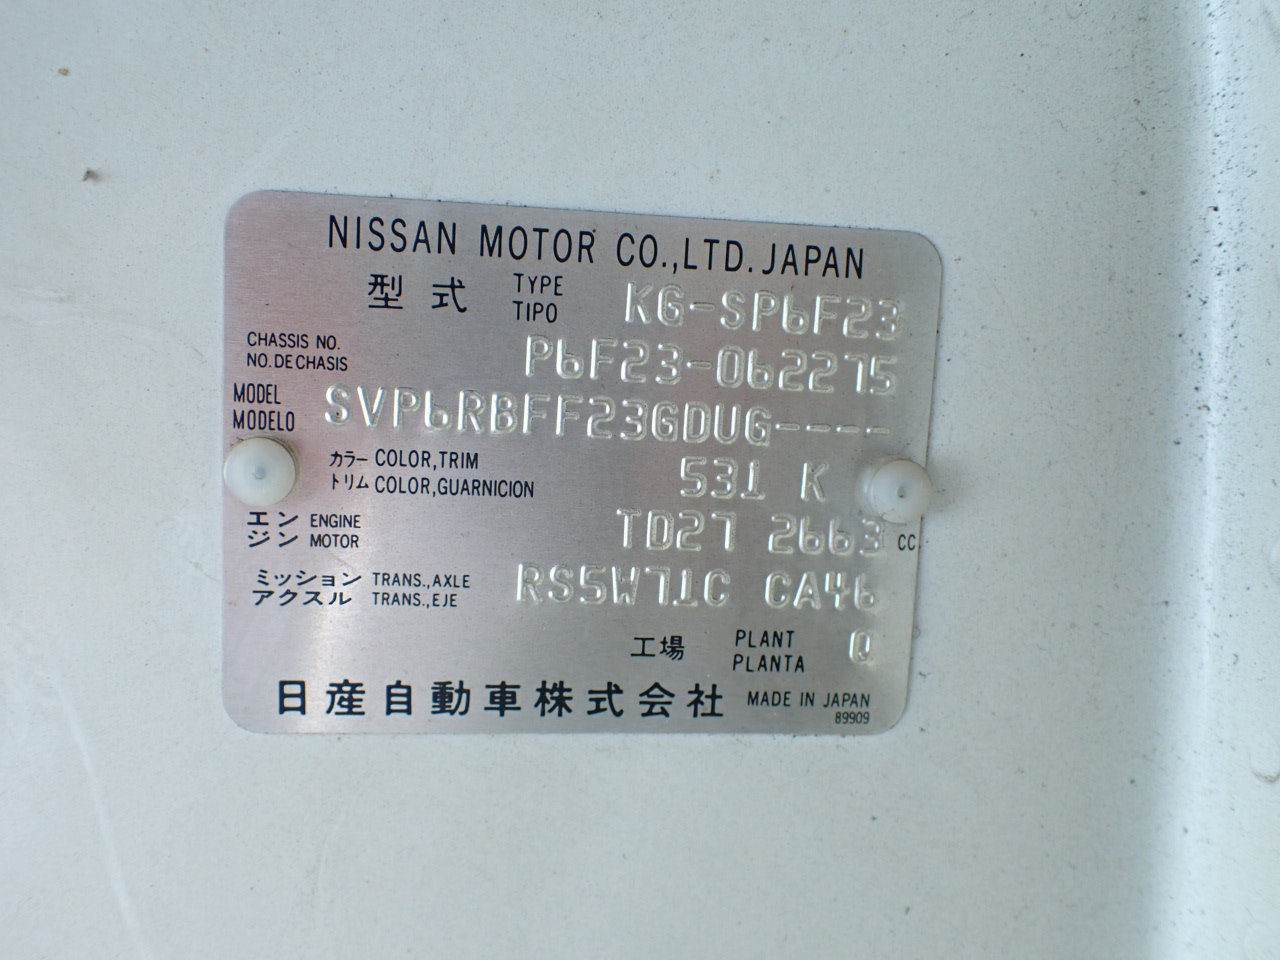 NISSAN MOTOR CO.,LTD. JAPAN
型式 TYPE TIPO KG-SP6F23
CHASSIS NO. NO. DE CHASIS P6F23-062275
MODEL MODELO SVP6RBFF23GDUG----
カラー COLOR,TRIM
トリム COLOR,GUARNICION 531 K
エンジン ENGINE MOTOR TD27 2663 CC
ミッション TRANS.,AXLE
アクスル TRANS.,EJE RS5W71C CA46
工場 PLANT PLANTA Q
日産自動車株式会社 MADE IN JAPAN
89909